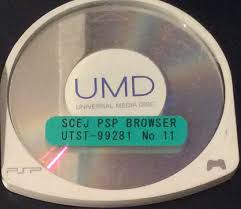 UMD
UNIVERSAL MEDIA DISC
SCEJ PSP BROWSER
UTST-99281 No.11
PSP